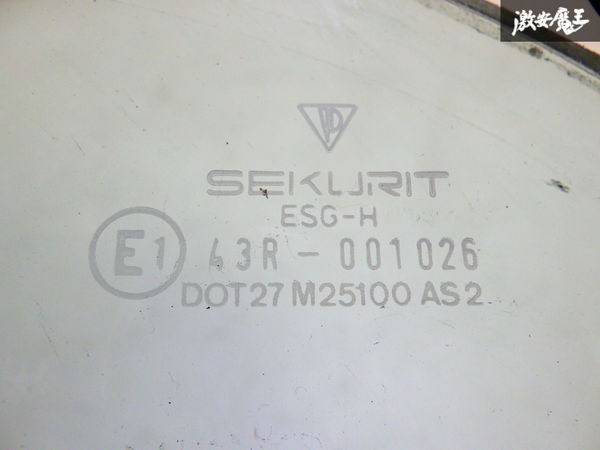 激安魔王
SEKURIT
ESG-H
E1 43R - 001026
DOT27 M25100 AS2